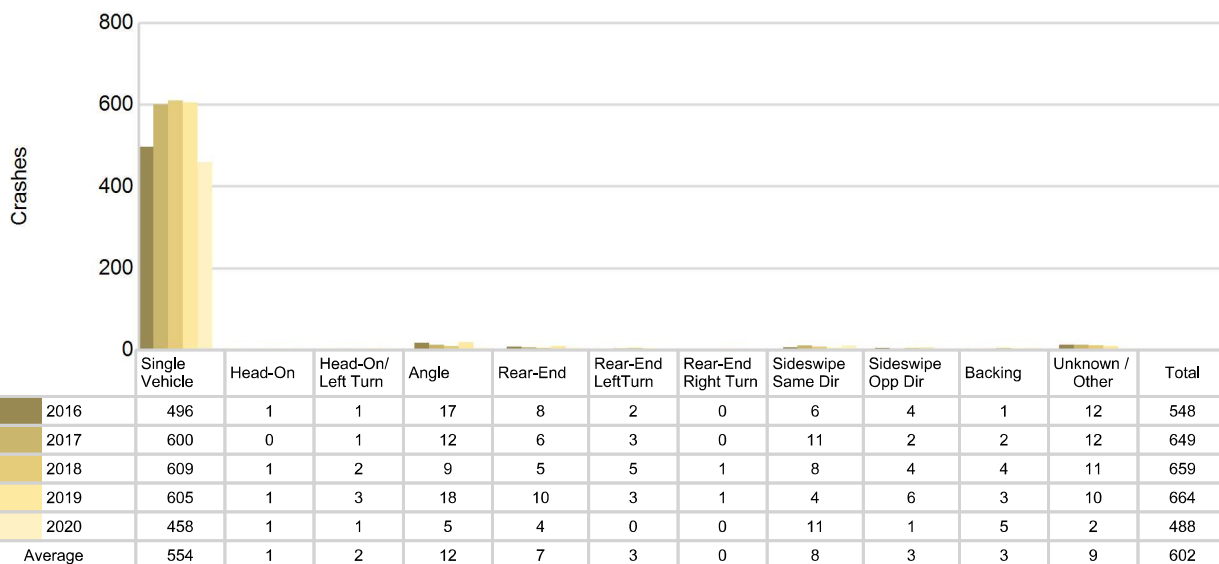 800
600
400
200
0
Crashes
Single Vehicle Head-On Head-On/ Left Turn Angle Rear-End Rear-End LeftTurn Rear-End Right Turn Sideswipe Same Dir Sideswipe Opp Dir Backing Unknown / Other Total
2016 496 1 1 17 8 2 0 6 4 1 12 548
2017 600 0 1 12 6 3 0 11 2 2 12 649
2018 609 1 2 9 5 5 1 8 4 4 11 659
2019 605 1 3 18 10 3 1 4 6 3 10 664
2020 458 1 1 5 4 0 0 11 1 5 2 488
Average 554 1 2 12 7 3 0 8 3 3 9 602